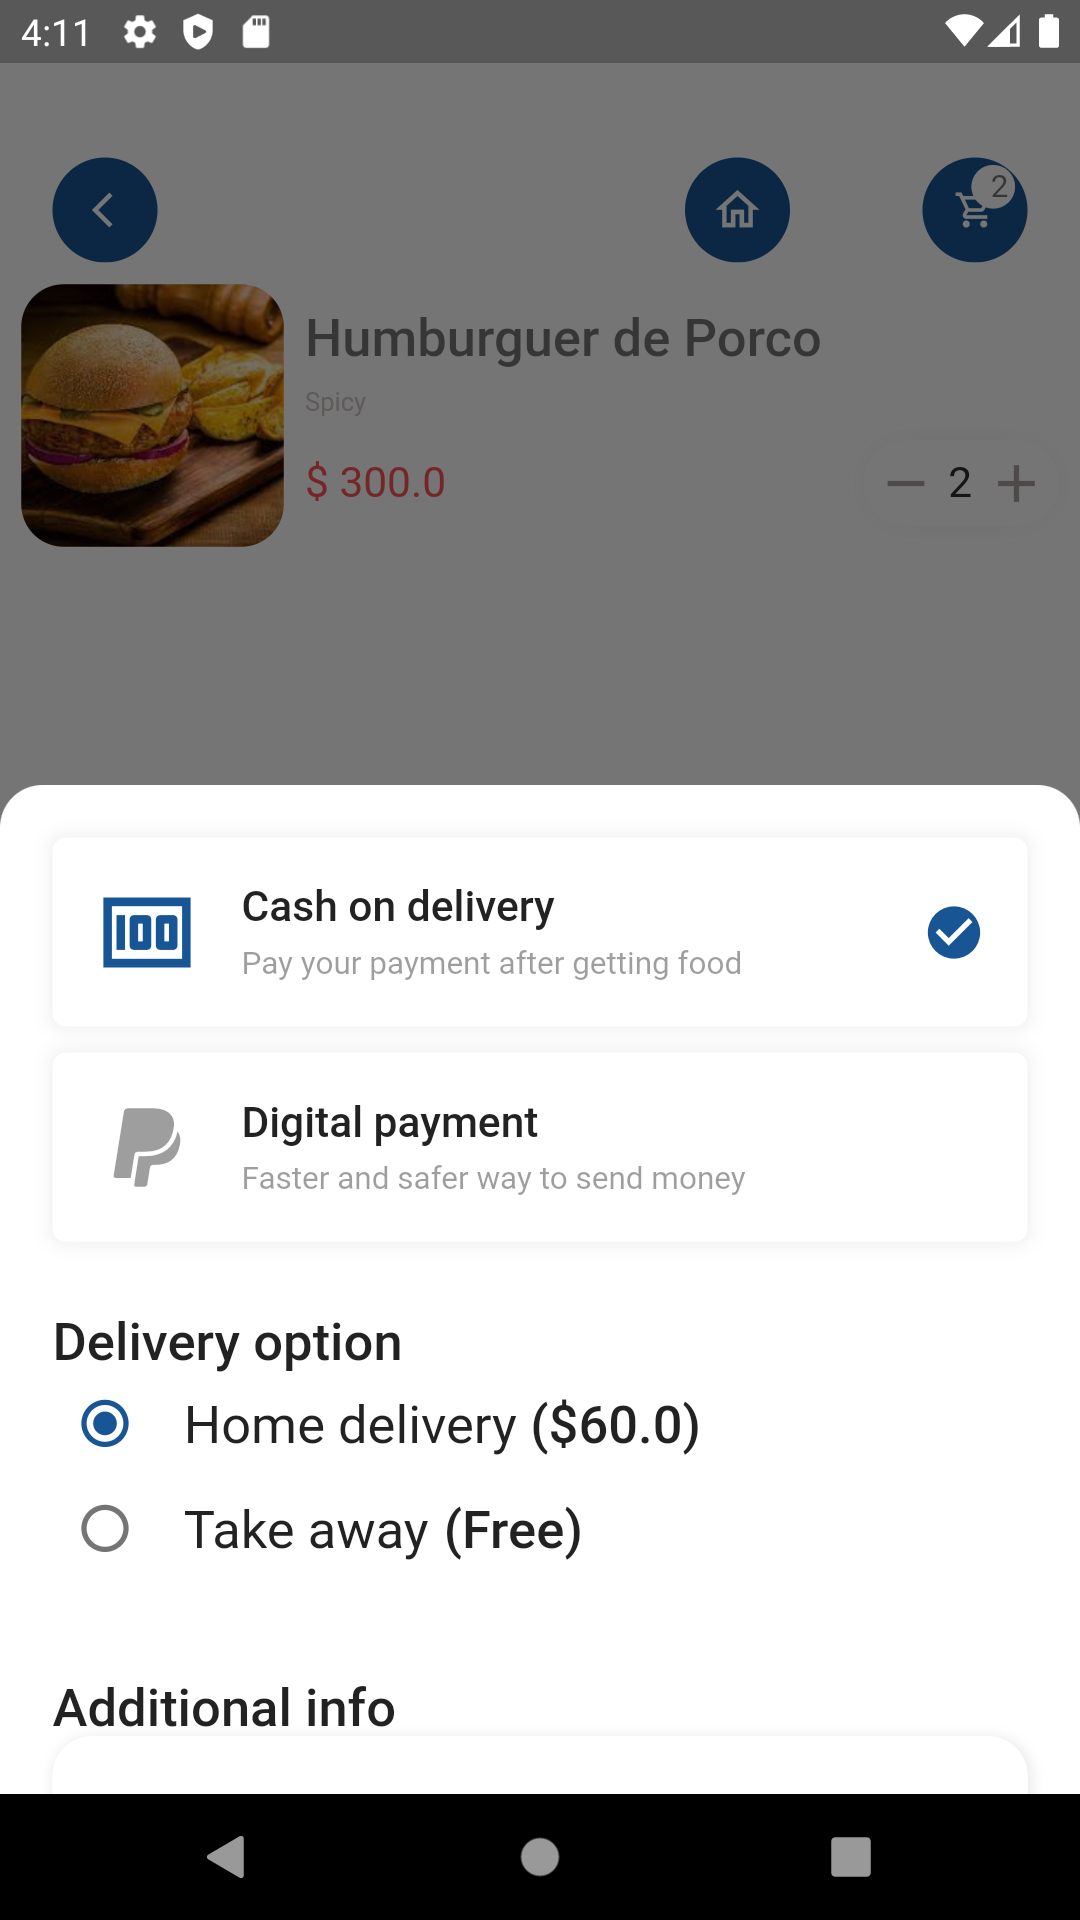 4:11
2
Humburguer de Porco
Spicy
$ 300.0
2
Cash on delivery
100
Pay your payment after getting food
Digital payment
Faster and safer way to send money
Delivery option
Home delivery ($60.0)
Take away (Free)
Additional info